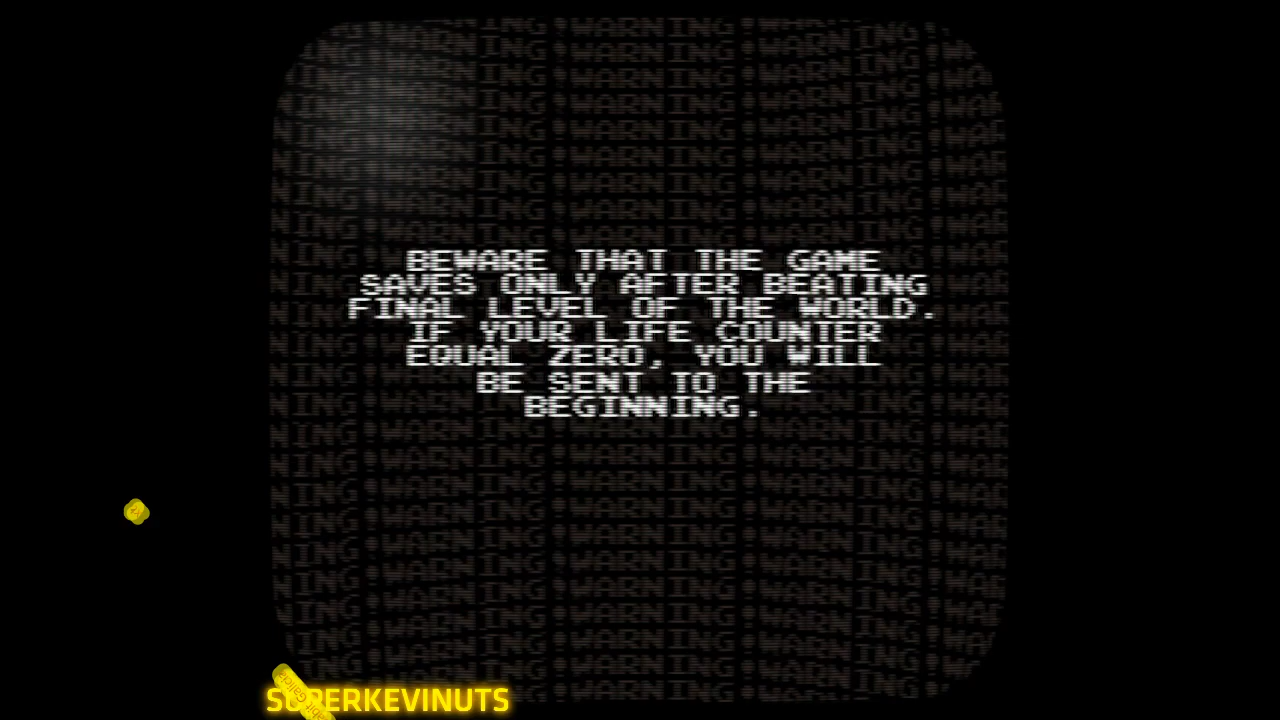 BEWARE THAT THE GAME
SAVES ONLY AFTER BEATING
FINAL LEVEL OF THE WORLD.
IF YOUR LIFE COUNTER
EQUAL ZERO, YOU WILL
BE SENT TO THE
BEGINNING.
SUPERKEVINUTS